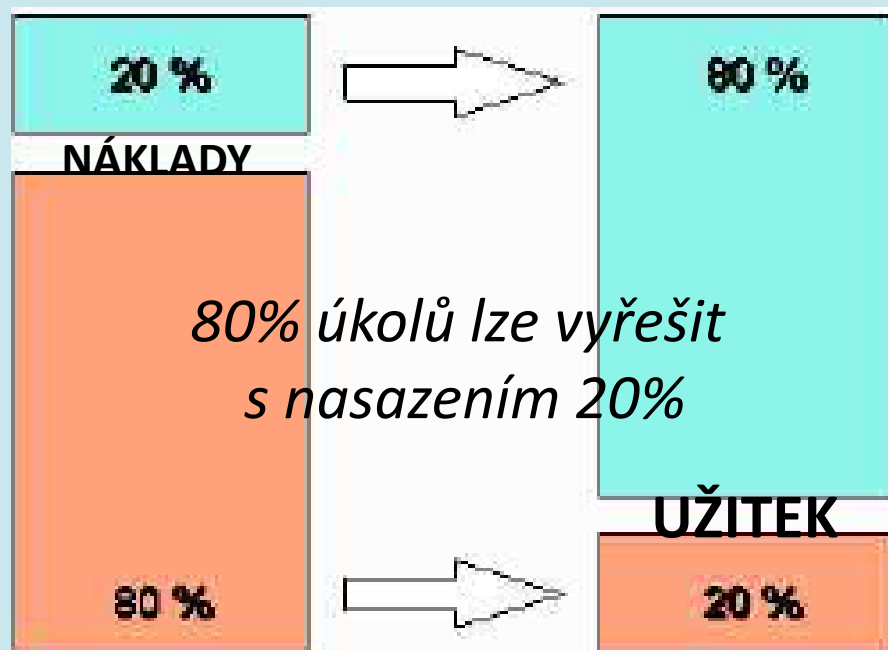 20 %
80 %
NÁKLADY
80% úkolů lze vyřešit
s nasazením 20%
UŽITEK
80 %
20 %